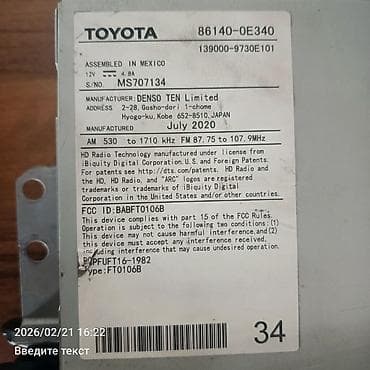 TOYOTA 86140-0E340
139000-9730E101
ASSEMBLED IN MEXICO
12V 4.8A
S/NO. MS707134
MANUFACTURER: DENSO TEN Limited
ADDRESS: 2-28, Gosho-dori 1-chome
Hyogo-ku, Kobe 652-8510, JAPAN
MANUFACTURED July 2020
AM 530 to 1710 kHz FM 87.75 to 107.9MHz
HD Radio Technology manufactured under license from
iBiquity Digital Corporation. U.S. and Foreign Patents.
For patents see http://dts.com/patents. HD Radio and
the HD, HD Radio, and "ARC" logos are registered
trademarks or trademarks of iBiquity Digital
Corporation in the United States and/or other countries.
FCC ID:BABFT0106B
This device complies with part 15 of the FCC Rules.
Operation is subject to the following two conditions: (1)
This device may not cause harmful interference, and (2)
this device must accept any interference received,
including interference that may cause undesired operation.
FT16-1982
Type:FT0106B
34
2026/02/21 16:22
Введите текст